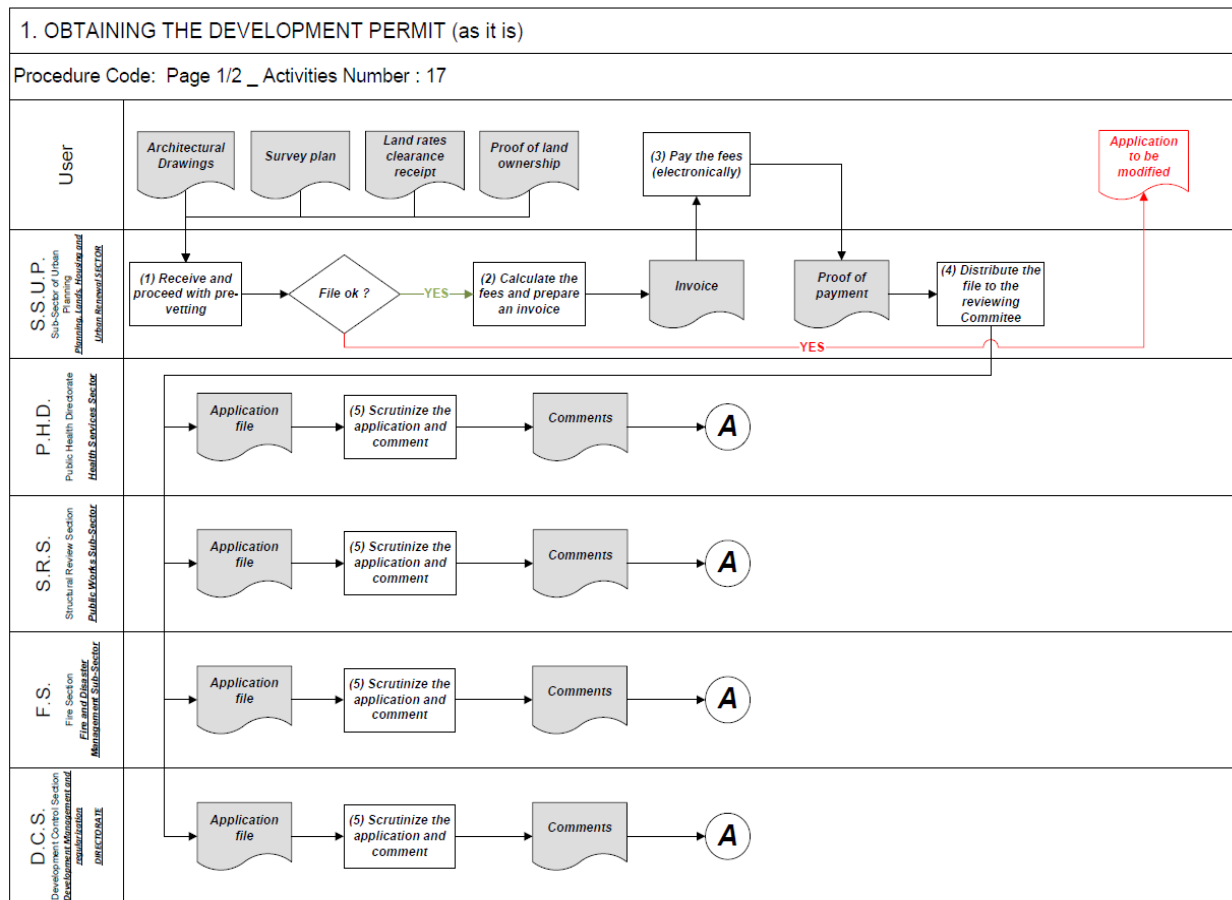 1. OBTAINING THE DEVELOPMENT PERMIT (as it is)
Procedure Code: Page 1/2 _ Activities Number : 17
User
Architectural
Drawings
Survey plan
Land rates
clearance
receipt
Proof of land
ownership
(3) Pay the fees
(electronically)
Application
to be
modified
S.S.U.P.
Sub-Sector of Urban
Planning
Planning, Lands, Housing and
Urban Renewal SECTOR
(1) Receive and
proceed with pre-
vetting
File ok ?
YES
(2) Calculate the
fees and prepare
an invoice
Invoice
Proof of
payment
(4) Distribute the
file to the
reviewing
Commitee
YES
P.H.D.
Public Health Directorate
Health Services Sector
Application
file
(5) Scrutinize the
application and
comment
Comments
A
S.R.S.
Structural Review Section
Public Works Sub-Sector
Application
file
(5) Scrutinize the
application and
comment
Comments
A
F.S.
Fire Section
Fire and Disaster
Management Sub-Sector
Application
file
(5) Scrutinize the
application and
comment
Comments
A
D.C.S.
Development Control Section
Development Management and
regularization
DIRECTORATE
Application
file
(5) Scrutinize the
application and
comment
Comments
A